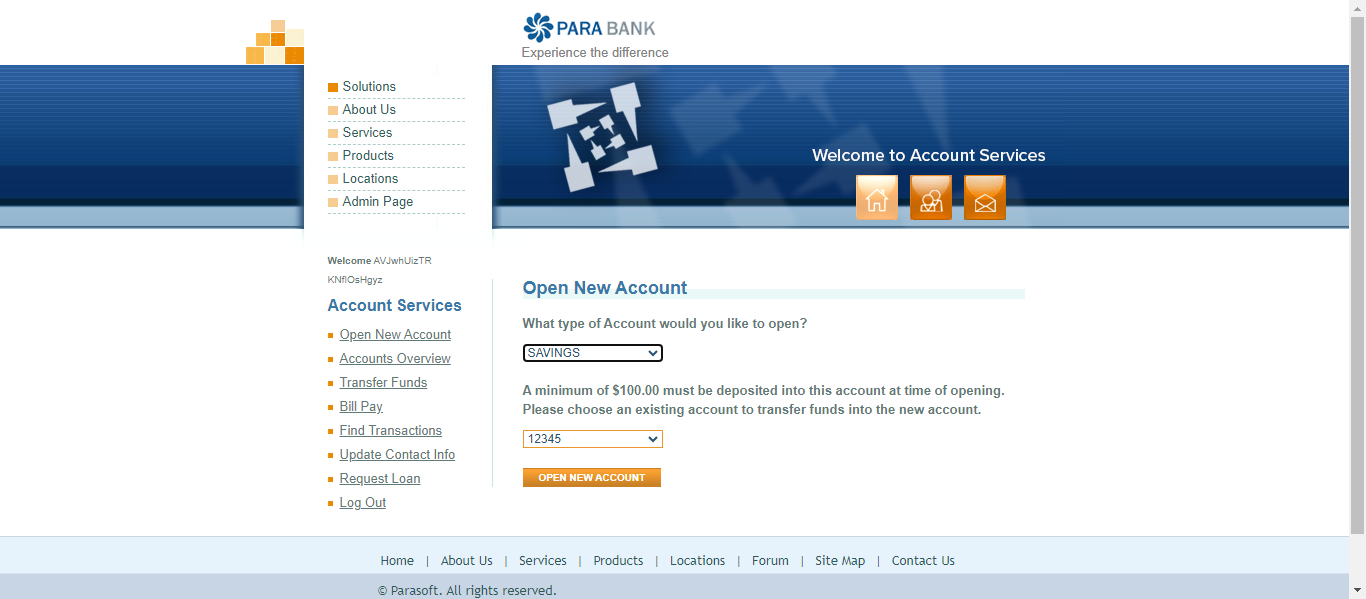 PARA BANK
Experience the difference
Solutions
About Us
Services
Products
Locations
Admin Page
Welcome to Account Services
Welcome AVJwhUizTR
KNflOsHgyz
Account Services
Open New Account
Accounts Overview
Transfer Funds
Bill Pay
Find Transactions
Update Contact Info
Request Loan
Log Out
Open New Account
What type of Account would you like to open?
SAVINGS
A minimum of $100.00 must be deposited into this account at time of opening.
Please choose an existing account to transfer funds into the new account.
12345
OPEN NEW ACCOUNT
Home | About Us | Services | Products | Locations | Forum | Site Map | Contact Us
© Parasoft. All rights reserved.